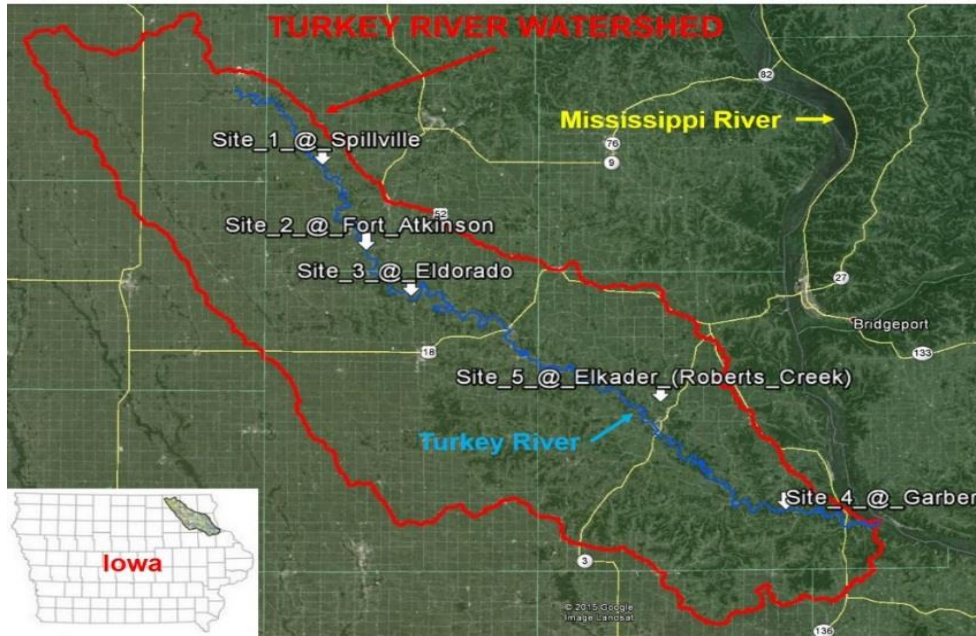 TURKEY RIVER WATERSHED
82
Mississippi River
Site_1_@_Spillville
76
9
52
Site_2_@_Fort_Atkinson
Site_3_@_Eldorado
27
Bridgeport
18
133
Site_5_@_Elkader_(Roberts_Creek)
Turkey River
Site_4_@_Garber
Iowa
3
© 2015 Google
Image Landsat
136